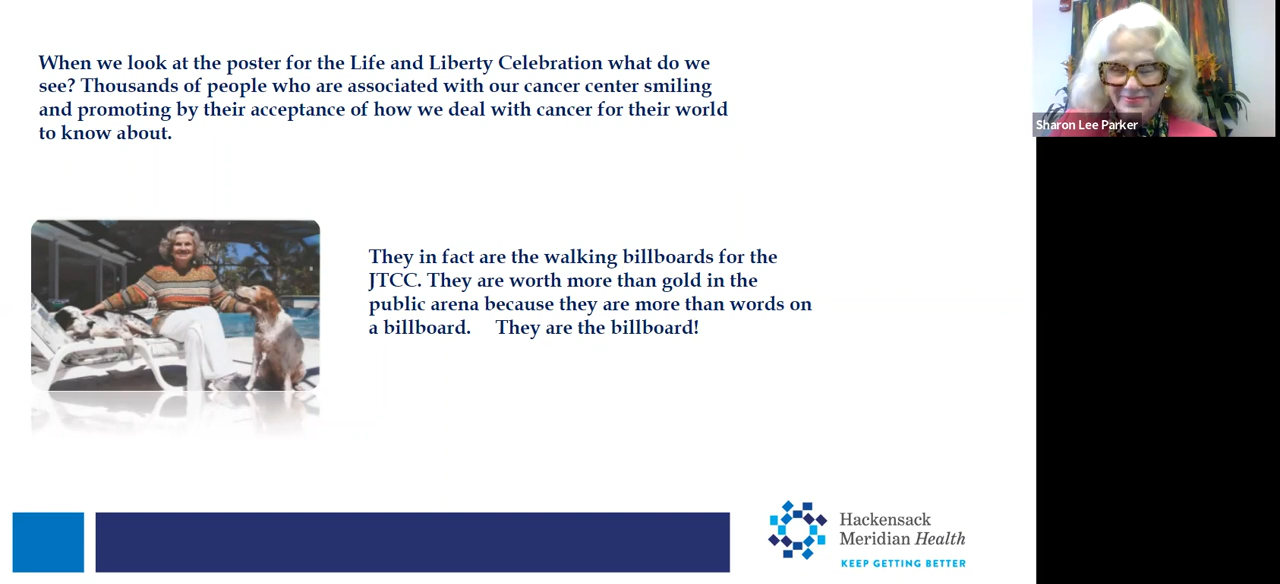 When we look at the poster for the Life and Liberty Celebration what do we
see? Thousands of people who are associated with our cancer center smiling
and promoting by their acceptance of how we deal with cancer for their world
to know about.
They in fact are the walking billboards for the
JTCC. They are worth more than gold in the
public arena because they are more than words on
a billboard. They are the billboard!
Sharon Lee Parker
Hackensack
Meridian Health
KEEP GETTING BETTER